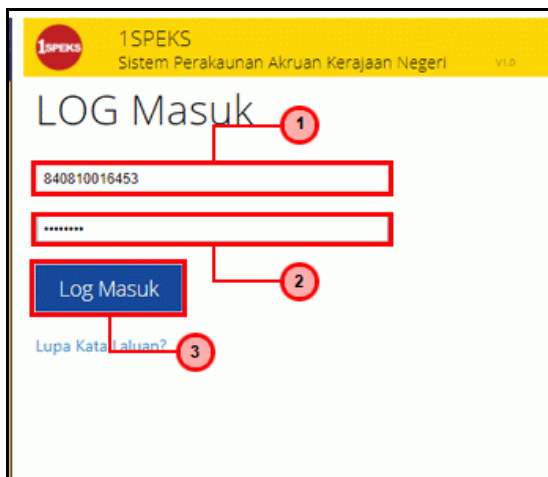 1SPEKS
1SPEKS
Sistem Perakaunan Akruan Kerajaan Negeri V1.0
LOG Masuk
1
840810016453
********
2
Log Masuk
Lupa Kata Laluan?
3